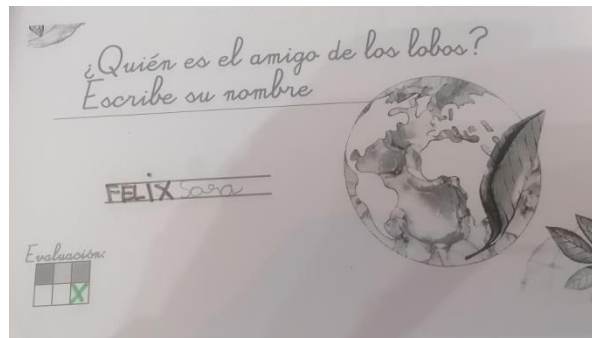 ¿Quién es el amigo de los lobos?
Escribe su nombre
FELIX Sara
Evaluación:
X